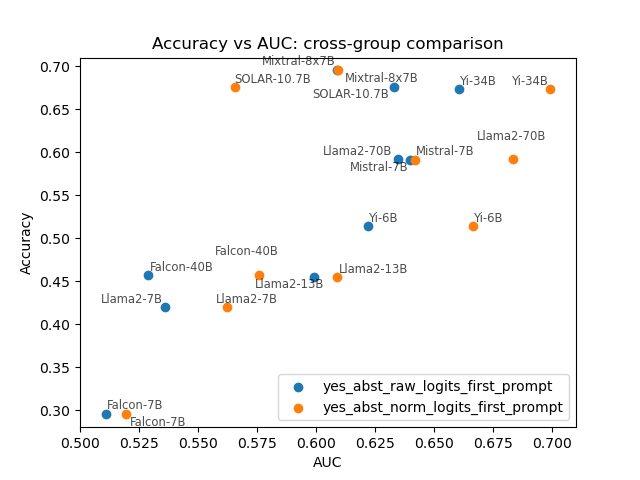 Accuracy vs AUC: cross-group comparison
Accuracy
0.70
0.65
0.60
0.55
0.50
0.45
0.40
0.35
0.30
Mixtral-8x7B
Mixtral-8x7B
SOLAR-10.7B
SOLAR-10.7B
Yi-34B
Yi-34B
Llama2-70B
Llama2-70B
Mistral-7B
Mistral-7B
Yi-6B
Yi-6B
Falcon-40B
Falcon-40B
Llama2-13B
Llama2-13B
Llama2-7B
Llama2-7B
Falcon-7B
Falcon-7B
yes_abst_raw_logits_first_prompt
yes_abst_norm_logits_first_prompt
0.500 0.525 0.550 0.575 0.600 0.625 0.650 0.675 0.700
AUC